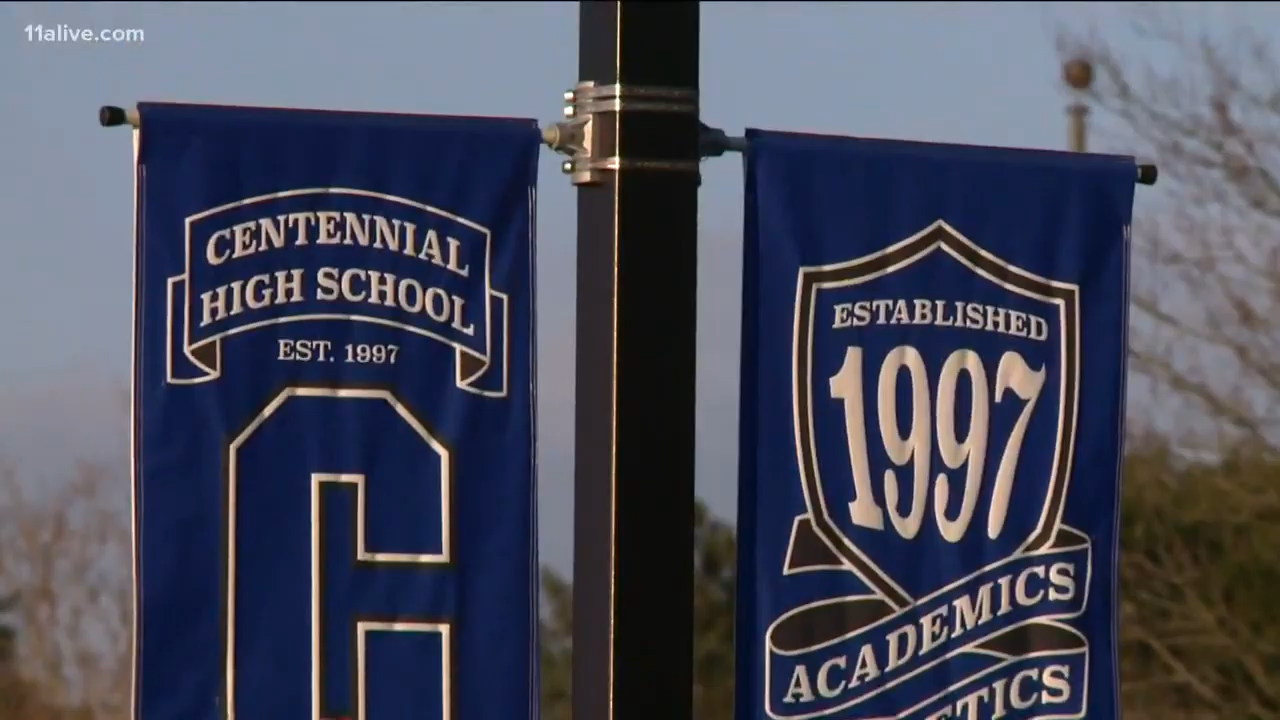 11alive.com
CENTENNIAL
HIGH SCHOOL
EST. 1997
C
ESTABLISHED
1997
ACADEMICS